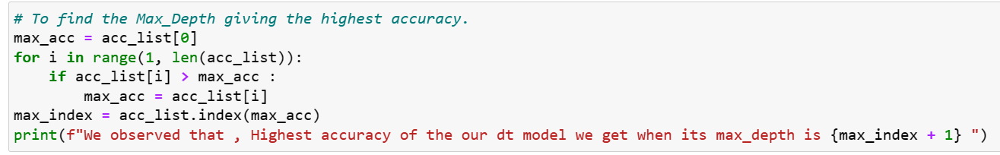 # To find the Max_Depth giving the highest accuracy.
max_acc = acc_list[0]
for i in range(1, len(acc_list)):
    if acc_list[i] > max_acc :
        max_acc = acc_list[i]
max_index = acc_list.index(max_acc)
print(f"We observed that , Highest accuracy of the our dt model we get when its max_depth is {max_index + 1} ")